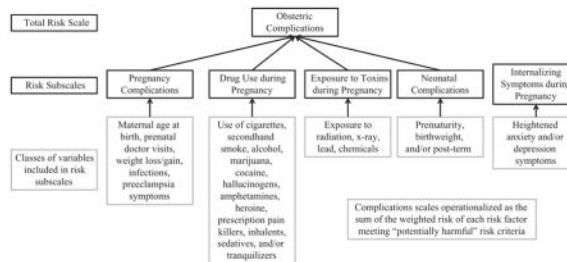 Total Risk Scale
Obstetric
Complications
Risk Subscales
Pregnancy
Complications
Drug Use during
Pregnancy
Exposure to Toxins
during Pregnancy
Neonatal
Complications
Internalizing
Symptoms during
Pregnancy
Classes of variables
included in risk
subscales
Maternal age at
birth, prenatal
doctor visits,
weight loss/gain,
infections,
preeclampsia
symptoms
Use of cigarettes,
secondhand
smoke, alcohol,
marijuana,
cocaine,
hallucinogens,
amphetamines,
heroine,
prescription pain
killers, inhalents,
sedatives, and/or
tranquilizers
Exposure to
radiation, x-ray,
lead, chemicals
Prematurity,
birthweight,
and/or post-term
Heightened
anxiety and/or
depression
symptoms
Complications scales operationalized as the
sum of the weighted risk of each risk factor
meeting “potentially harmful” risk criteria